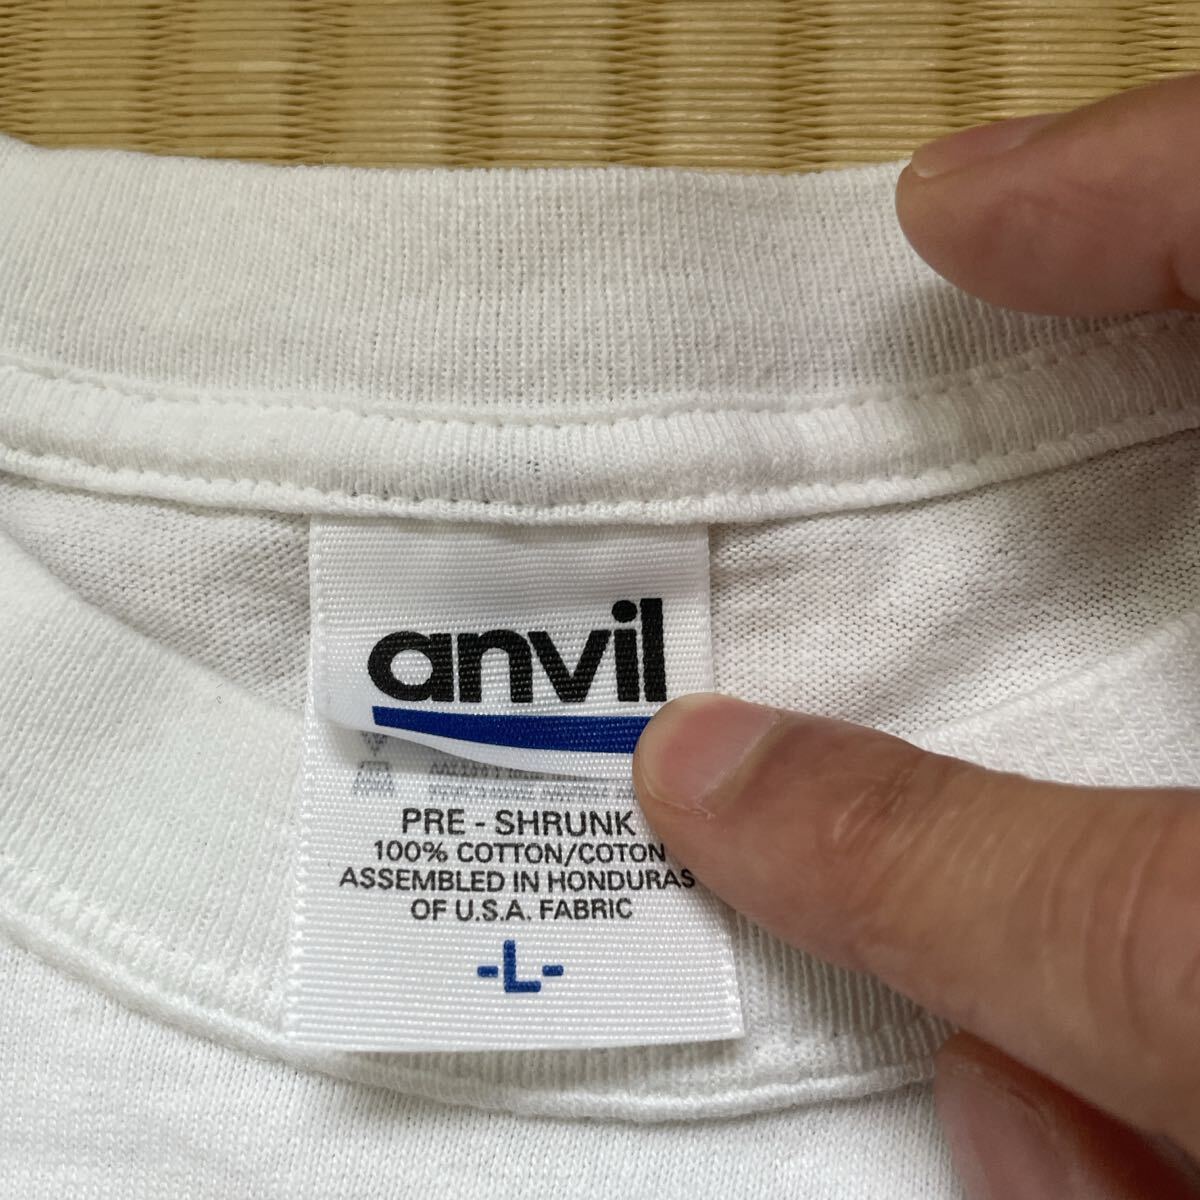 anvil
PRE - SHRUNK
100% COTTON/COTON
ASSEMBLED IN HONDURAS
OF U.S.A. FABRIC
-L-